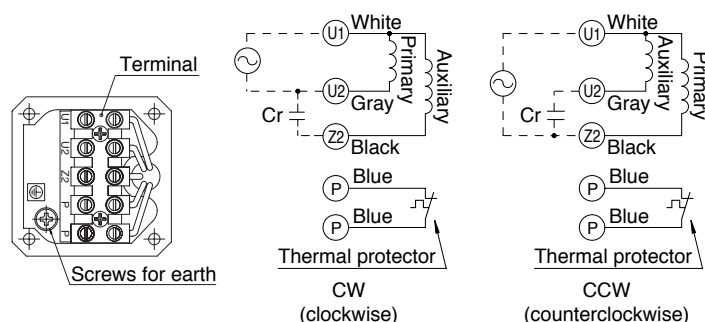 Terminal
U1
U2
Z2
P
P
Screws for earth
U1
White
Primary
Auxiliary
U2
Gray
Cr
Z2
Black
P
Blue
P
Blue
Thermal protector
CW
(clockwise)
U1
White
Auxiliary
Primary
U2
Gray
Cr
Z2
Black
P
Blue
P
Blue
Thermal protector
CCW
(counterclockwise)